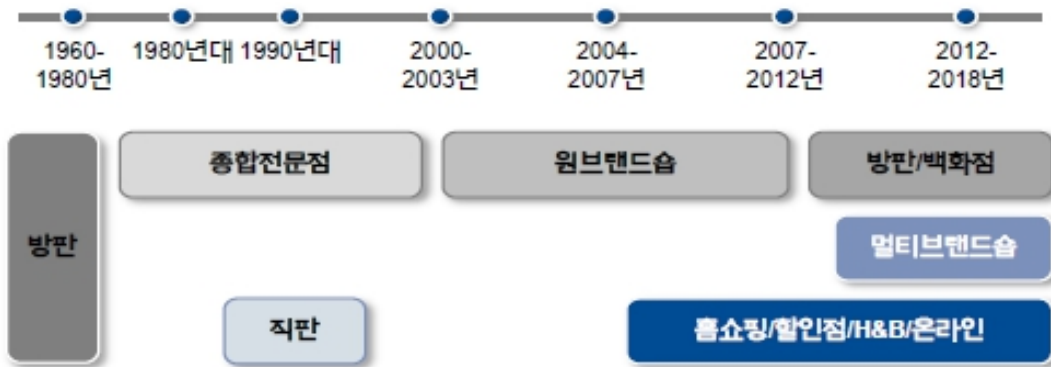 1960-
1980년
1980년대 1990년대
2000-
2003년
2004-
2007년
2007-
2012년
2012-
2018년
종합전문점
원브랜드숍
방판/백화점
방판
멀티브랜드숍
직판
홈쇼핑/할인점/H&B/온라인